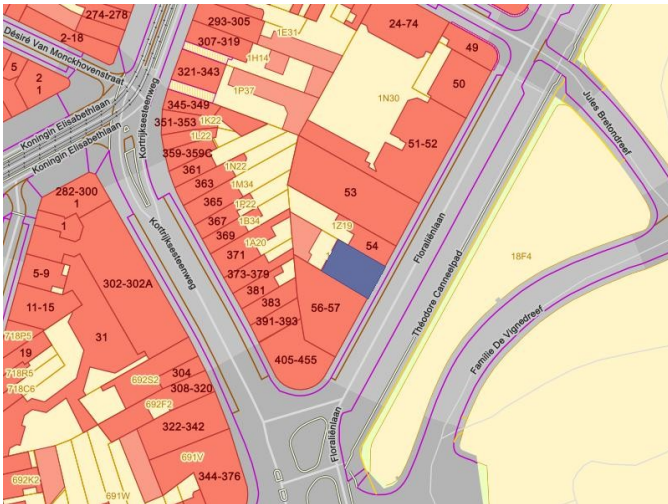 274-278
2-18
Désiré Van Monckhovenstraat
5
2
1
293-305
1E31
307-319
1H14
24-74
49
50
321-343
1P37
1N30
Jules Bretondreef
Koningin Elisabethlaan
Koningin Elisabethlaan
Kortrijksesteenweg
345-349
351-353
1K22
1L22
51-52
359-359C
361
1N22
363
1M34
53
282-300
1
1
365
1P22
367
1B34
369
1A20
371
1Z19
54
Kortrijksesteenweg
Floraliënlaan
Théodore Canneelpad
18F4
5-9
302-302A
373-379
381
383
56-57
11-15
391-393
Familie De Vignedreef
718P5
19
31
718R5
718C6
692S2
304
308-320
405-455
692F2
322-342
Floraliënlaan
691V
344-376
692K2
691W